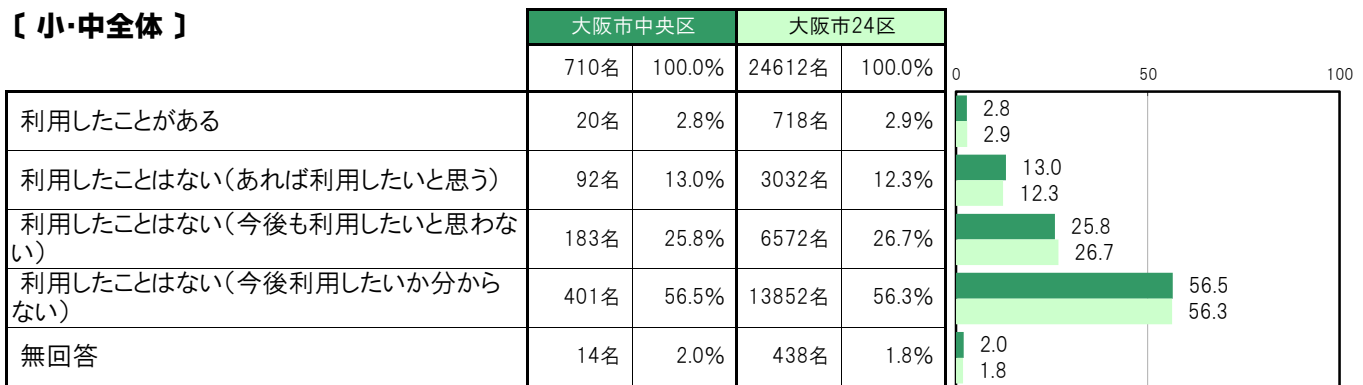 〔 小・中全体 〕
大阪市中央区 大阪市24区
710名 100.0% 24612名 100.0%
0 50 100
利用したことがある 20名 2.8% 718名 2.9%
2.8
2.9
利用したことはない（あれば利用したいと思う） 92名 13.0% 3032名 12.3%
13.0
12.3
利用したことはない（今後も利用したいと思わな
い） 183名 25.8% 6572名 26.7%
25.8
26.7
利用したことはない（今後利用したいか分から
ない） 401名 56.5% 13852名 56.3%
56.5
56.3
無回答 14名 2.0% 438名 1.8%
2.0
1.8